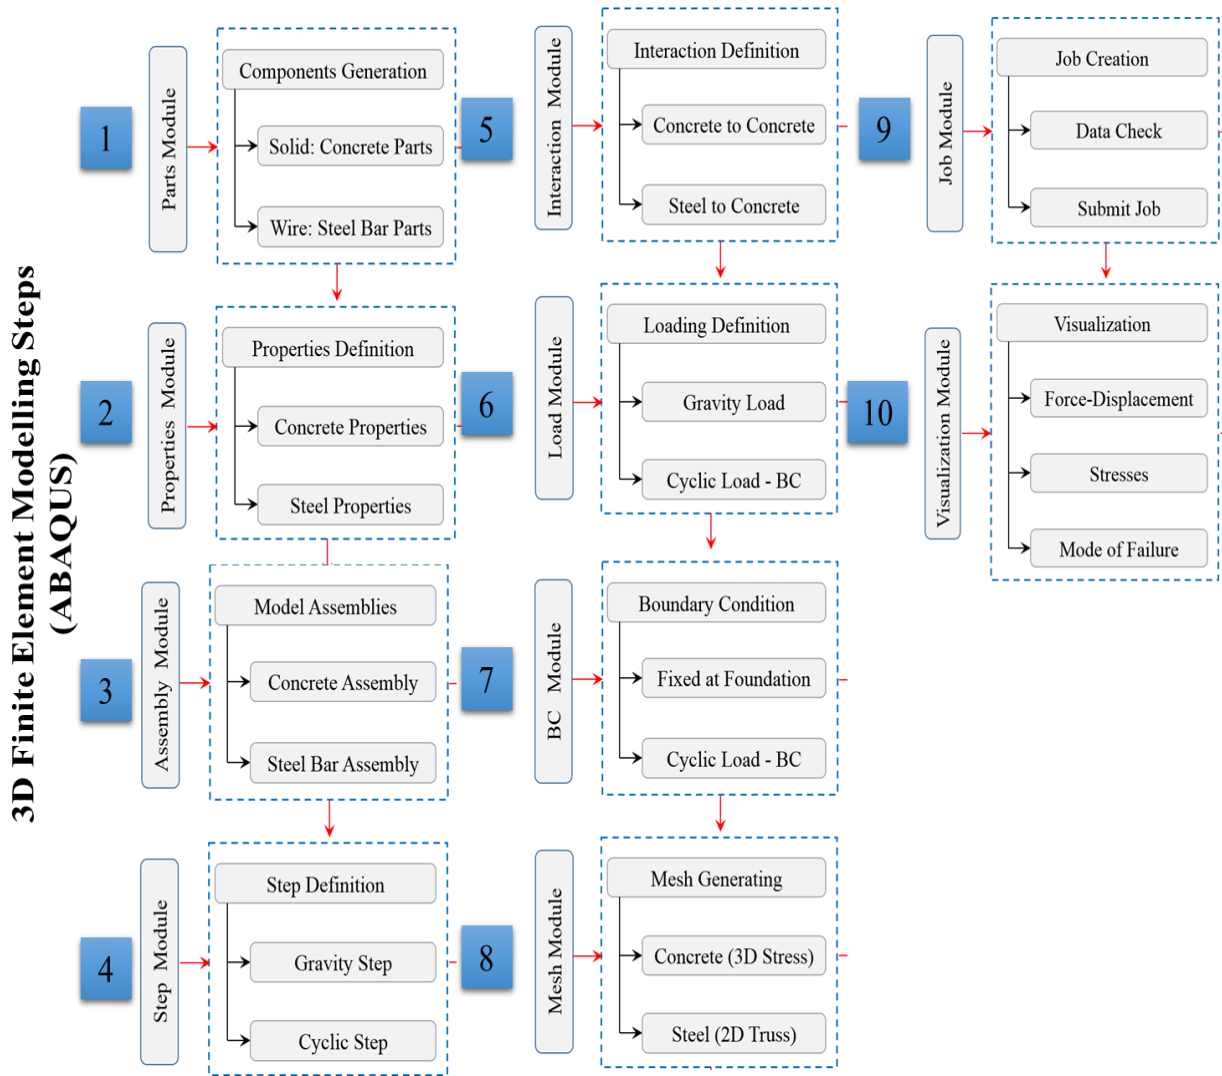 3D Finite Element Modelling Steps
(ABAQUS)
1
Parts Module
Components Generation
Solid: Concrete Parts
Wire: Steel Bar Parts
2
Properties Module
Properties Definition
Concrete Properties
Steel Properties
3
Assembly Module
Model Assemblies
Concrete Assembly
Steel Bar Assembly
4
Step Module
Step Definition
Gravity Step
Cyclic Step
5
Interaction Module
Interaction Definition
Concrete to Concrete
Steel to Concrete
6
Load Module
Loading Definition
Gravity Load
Cyclic Load - BC
7
BC Module
Boundary Condition
Fixed at Foundation
Cyclic Load - BC
8
Mesh Module
Mesh Generating
Concrete (3D Stress)
Steel (2D Truss)
9
Job Module
Job Creation
Data Check
Submit Job
10
Visualization Module
Visualization
Force-Displacement
Stresses
Mode of Failure